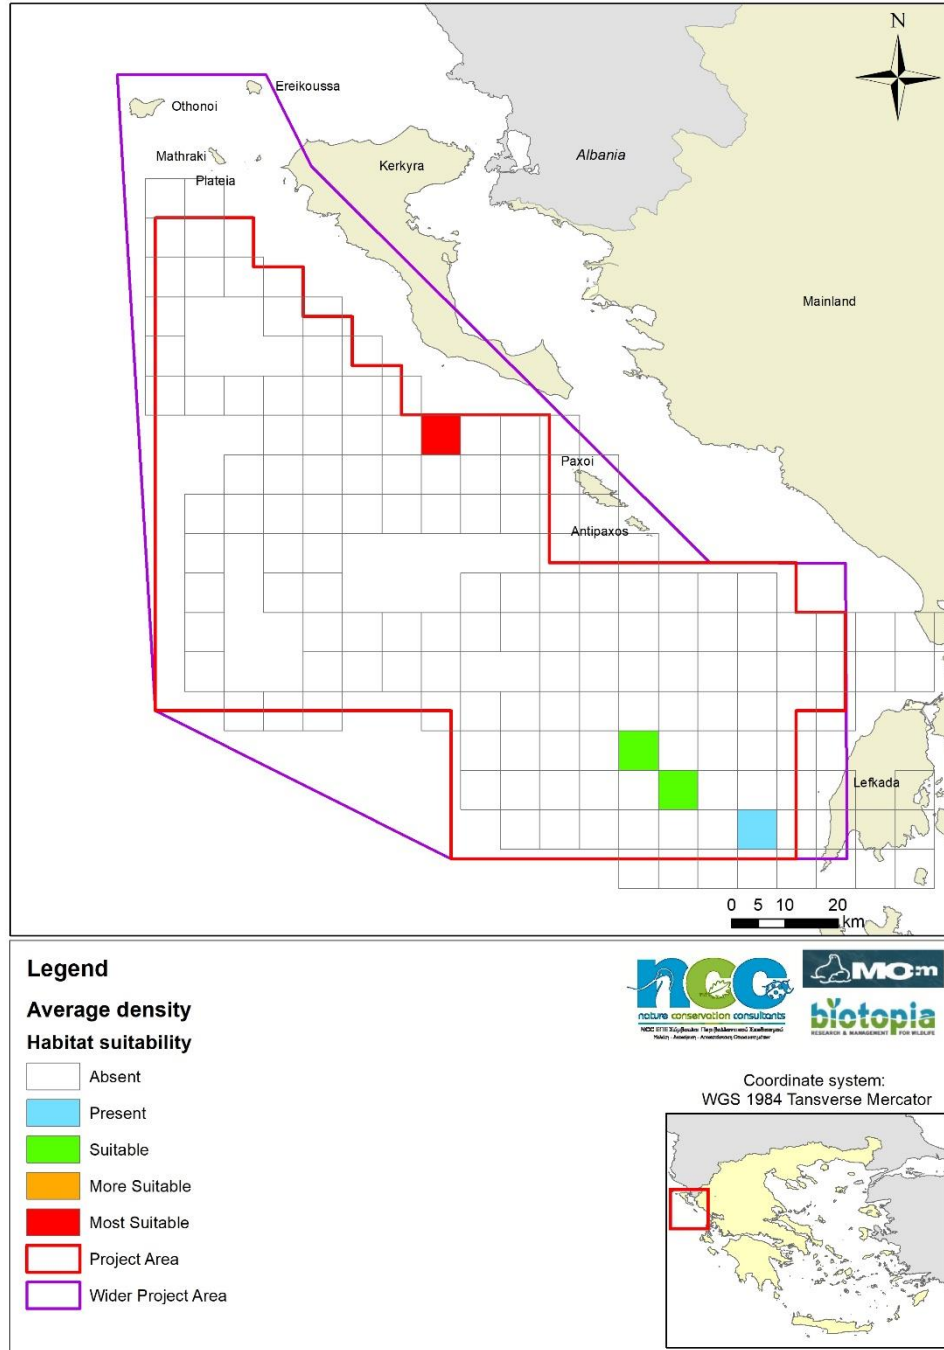 N
Ereikoussa
Othonoi
Albania
Mathraki
Kerkyra
Plateia
Mainland
Paxoi
Antipaxos
Lefkada
0 5 10 20
km
Legend
Average density
Habitat suitability
Absent
Present
Suitable
More Suitable
Most Suitable
Project Area
Wider Project Area
ncc
nature conservation consultants
MOm
biotopia
RESEARCH & MANAGEMENT FOR WILDLIFE
Coordinate system:
WGS 1984 Tansverse Mercator